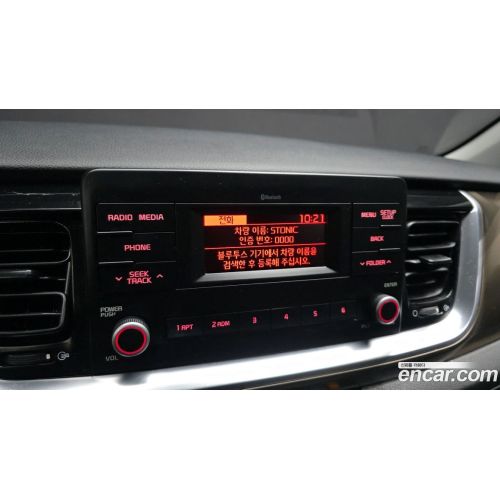 Bluetooth
RADIO MEDIA
PHONE
SEEK
TRACK
POWER
PUSH
VOL
전화 10:21
차량 이름: STONIC
인증 번호: 0000
블루투스 기기에서 차량 이름을
검색한 후 등록해 주십시오.
MENU SETUP
CLOCK
BACK
FOLDER
ENTER
1 RPT 2 RDM 3 4 5 6
encar.com